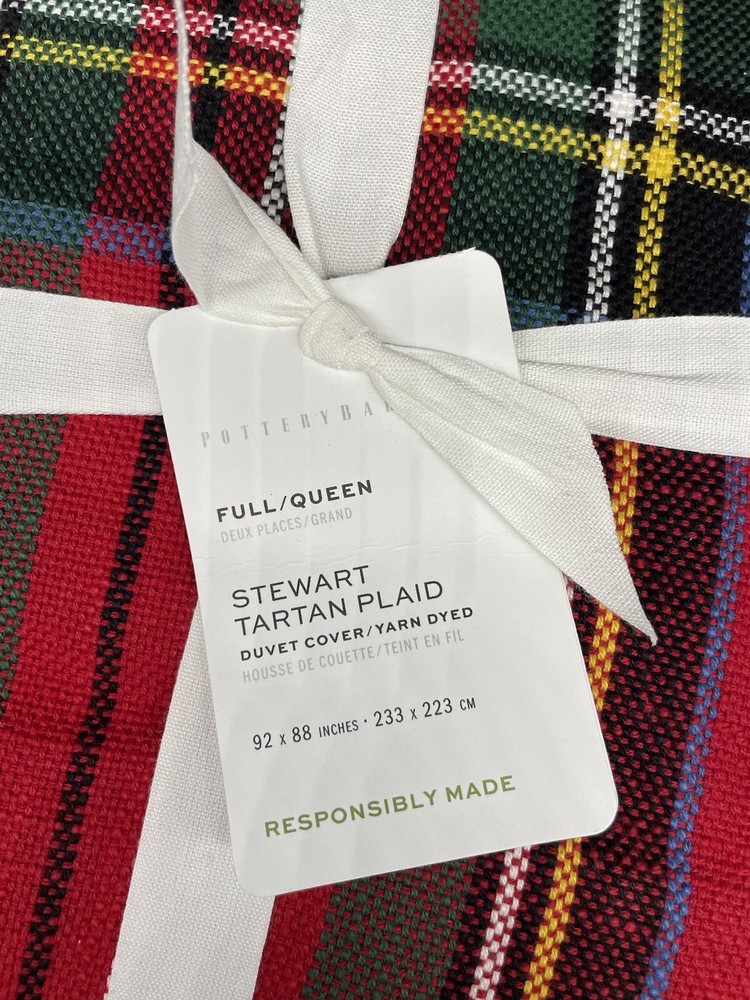 POTTERY
FULL/QUEEN
DEUX PLACES/GRAND
STEWART
TARTAN PLAID
DUVET COVER/YARN DYED
HOUSSE DE COUETTE/TEINT EN FIL
92 x 88 INCHES · 233 x 223 CM
RESPONSIBLY MADE